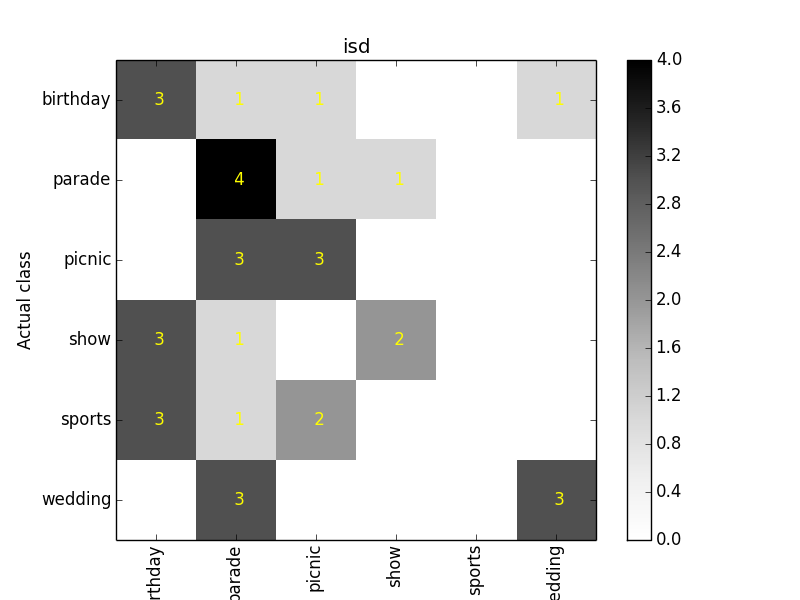 isd
birthday 3 1 1 1
parade 4 1 1
picnic 3 3
show 3 1 2
sports 3 1 2
wedding 3 3
Actual class
rthday parade picnic show sports edding
4.0
3.6
3.2
2.8
2.4
2.0
1.6
1.2
0.8
0.4
0.0